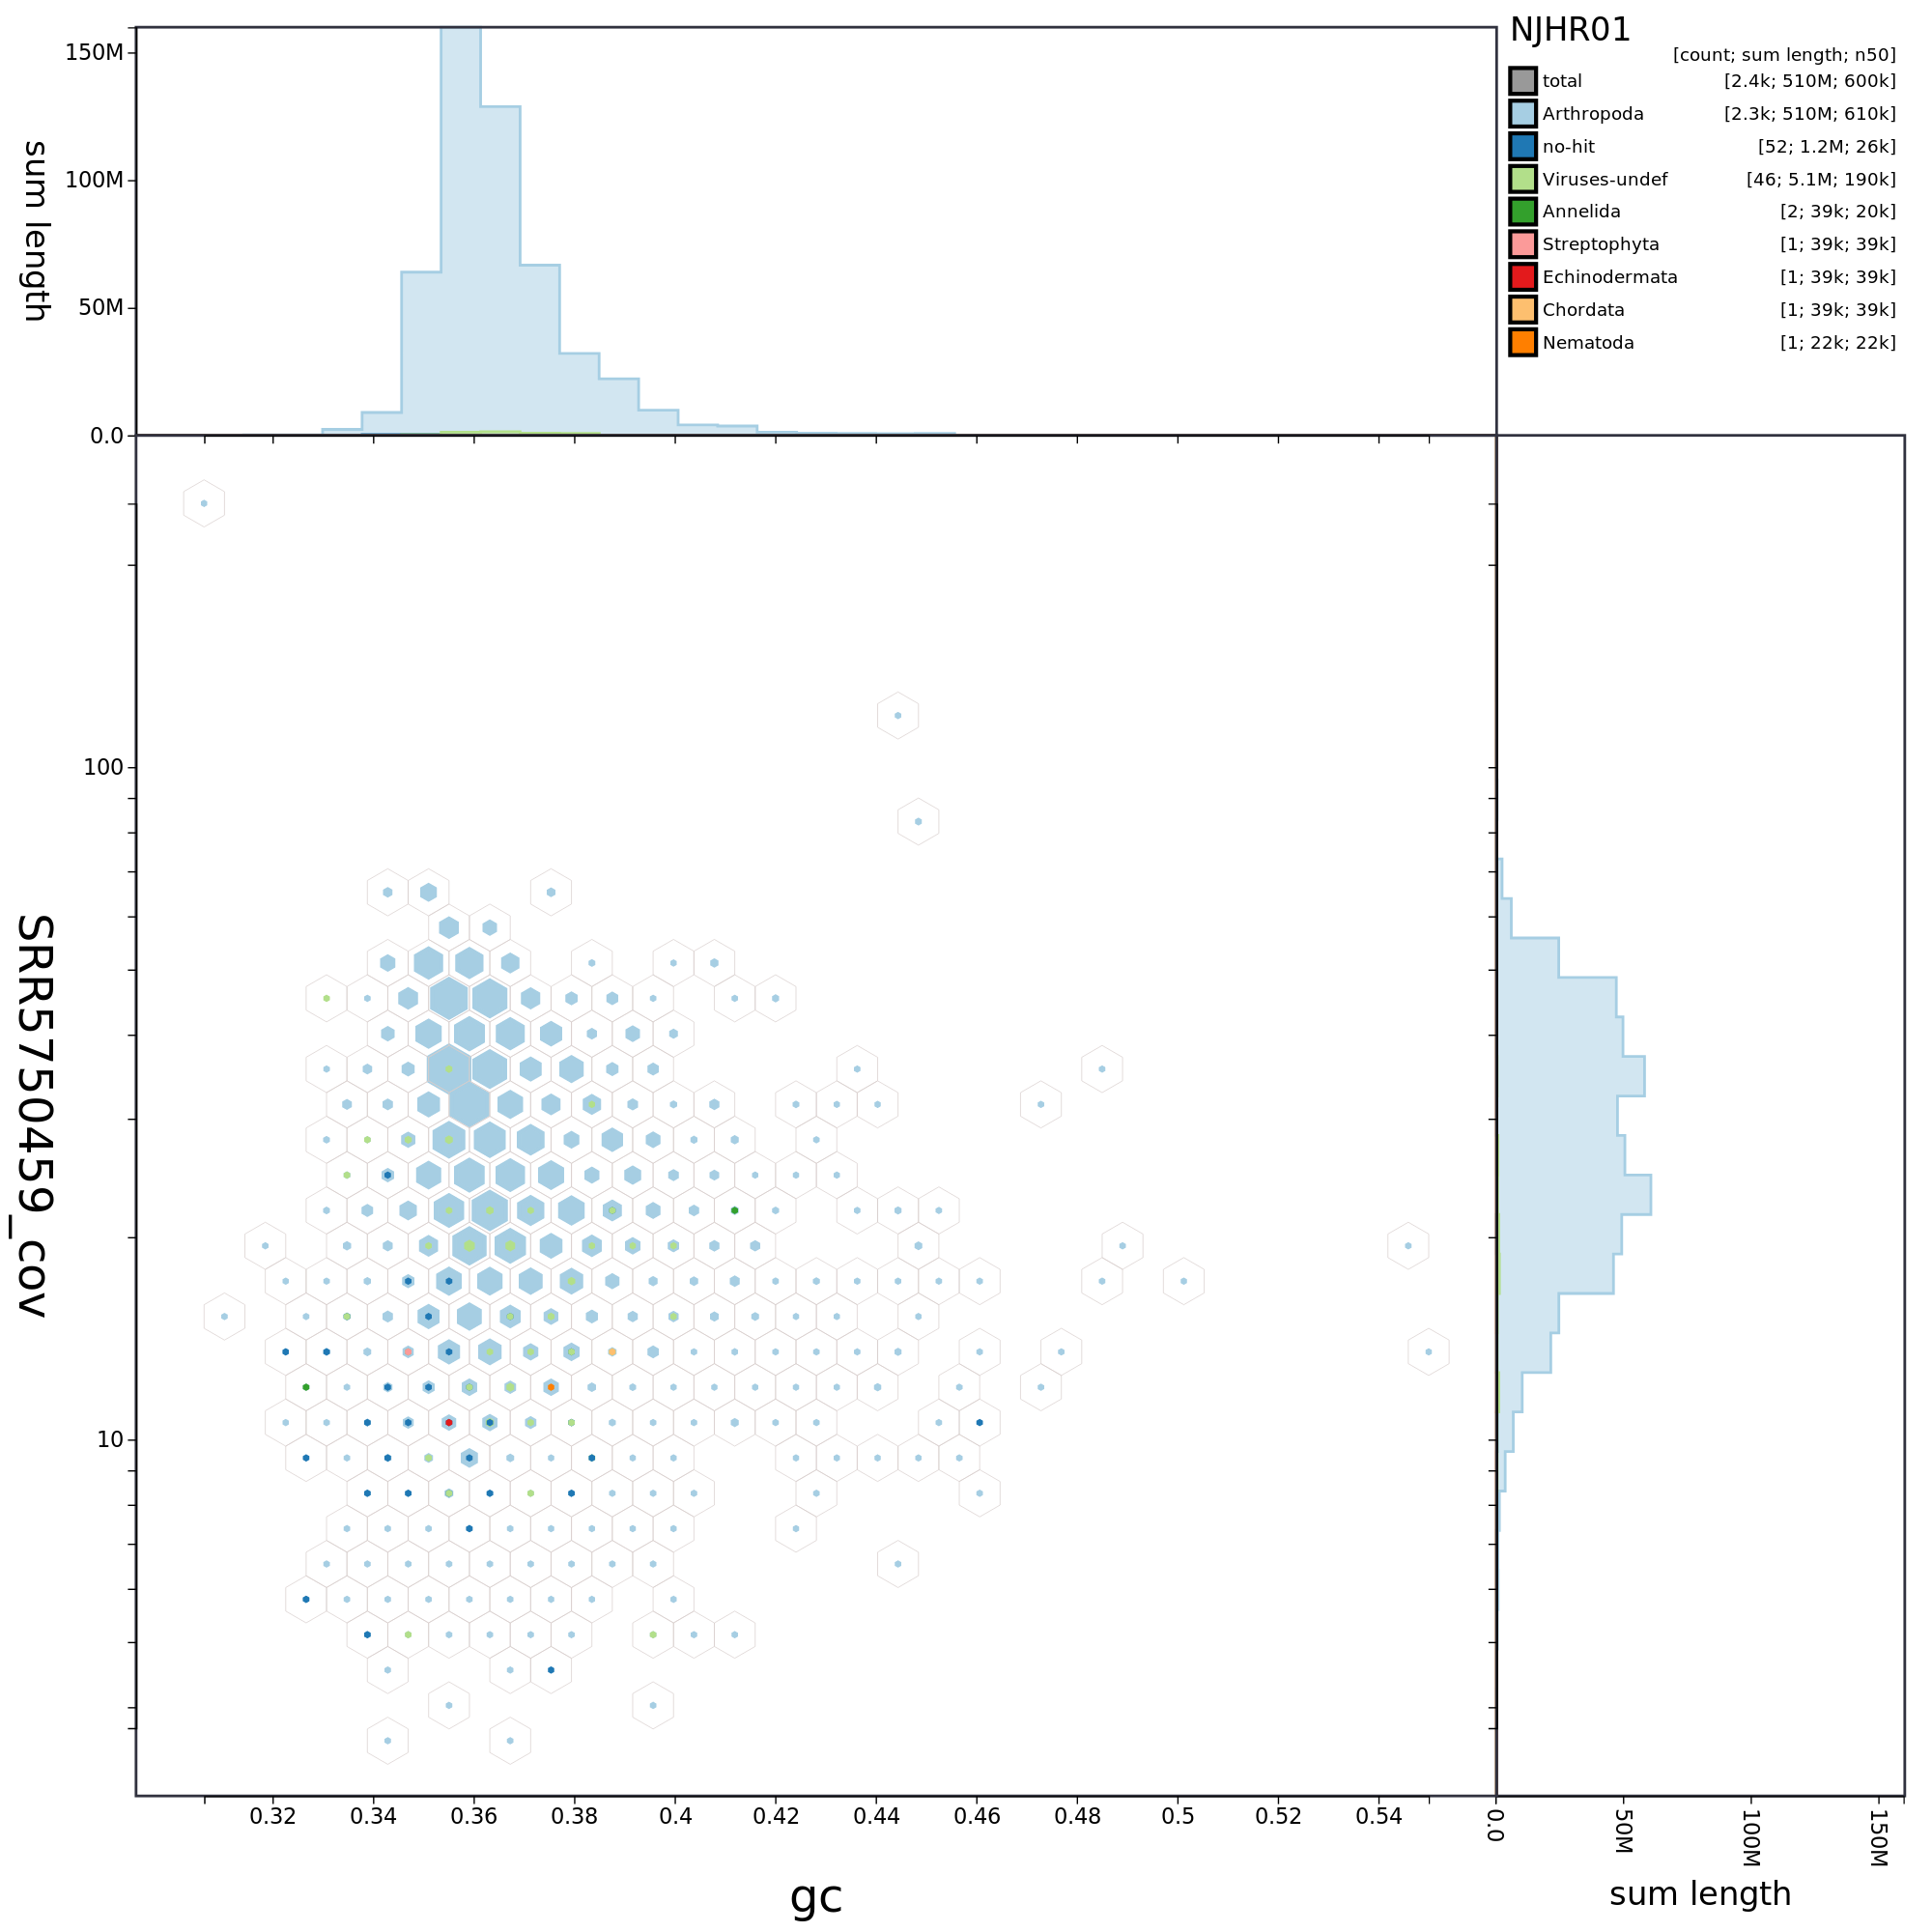 NJHR01
[count; sum length; n50]
total [2.4k; 510M; 600k]
Arthropoda [2.3k; 510M; 610k]
no-hit [52; 1.2M; 26k]
Viruses-undef [46; 5.1M; 190k]
Annelida [2; 39k; 20k]
Streptophyta [1; 39k; 39k]
Echinodermata [1; 39k; 39k]
Chordata [1; 39k; 39k]
Nematoda [1; 22k; 22k]
150M
100M
50M
0.0
sum length
100
10
SRR5750459_cov
0.32 0.34 0.36 0.38 0.4 0.42 0.44 0.46 0.48 0.5 0.52 0.54
gc
0.0 50M 100M 150M
sum length